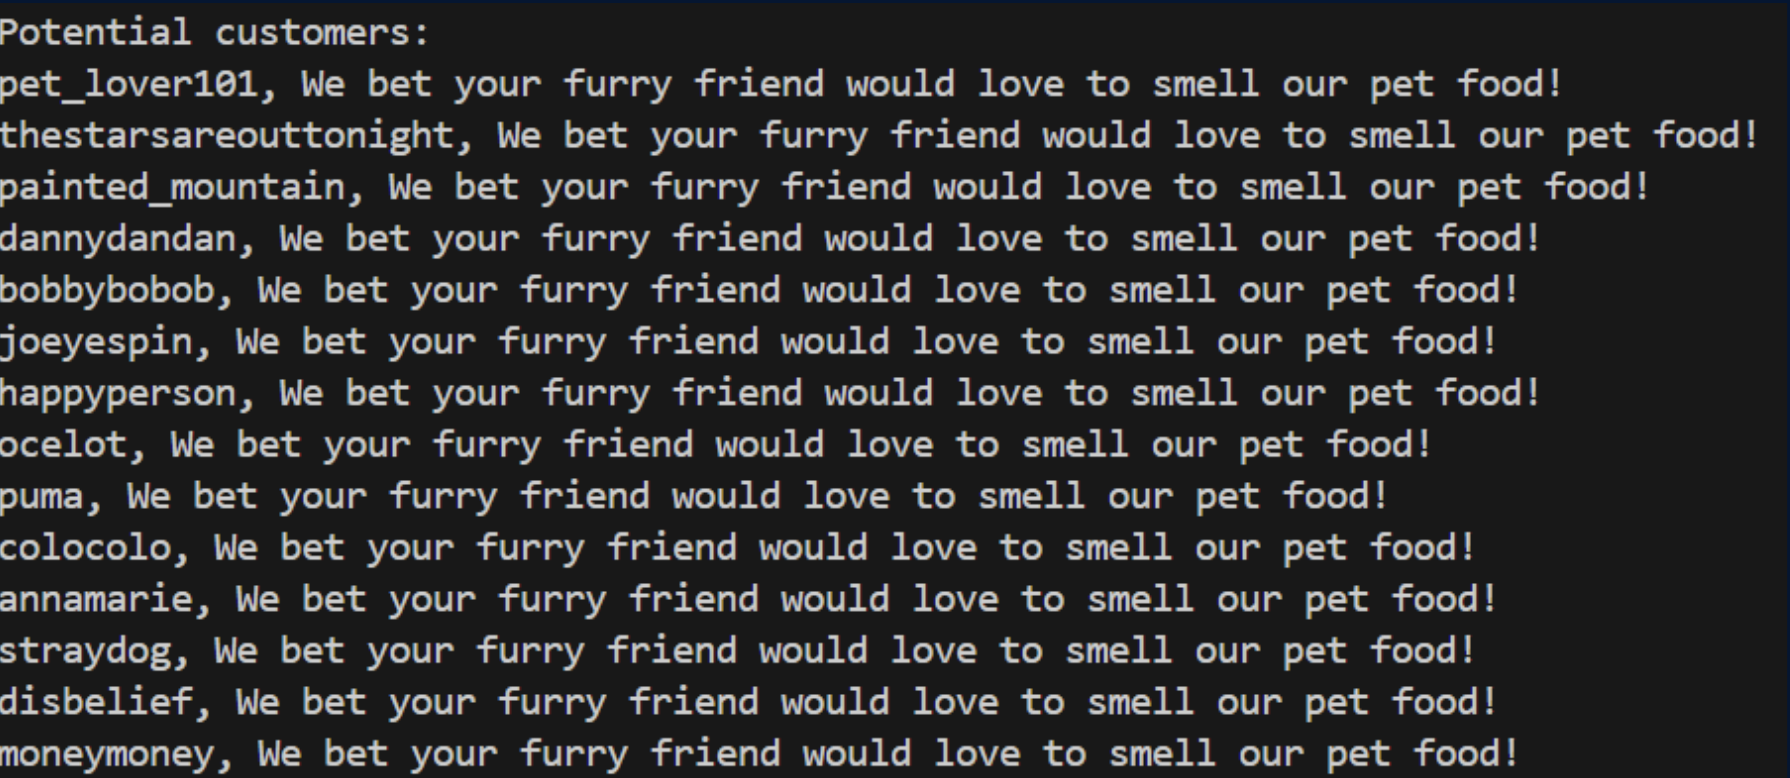 Potential customers:
pet_lover101, We bet your furry friend would love to smell our pet food!
thestarsareouttonight, We bet your furry friend would love to smell our pet food!
painted_mountain, We bet your furry friend would love to smell our pet food!
dannydandan, We bet your furry friend would love to smell our pet food!
bobbybobob, We bet your furry friend would love to smell our pet food!
joeyespin, We bet your furry friend would love to smell our pet food!
happyperson, We bet your furry friend would love to smell our pet food!
ocelot, We bet your furry friend would love to smell our pet food!
puma, We bet your furry friend would love to smell our pet food!
colocolo, We bet your furry friend would love to smell our pet food!
annamarie, We bet your furry friend would love to smell our pet food!
straydog, We bet your furry friend would love to smell our pet food!
disbelief, We bet your furry friend would love to smell our pet food!
moneymoney, We bet your furry friend would love to smell our pet food!